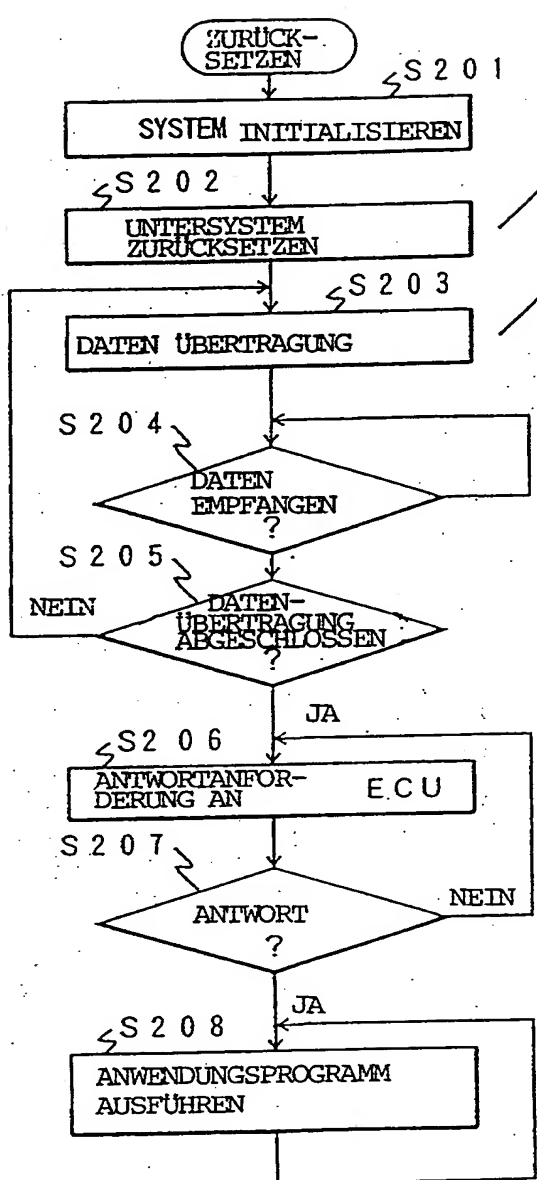 ZURÜCK-
SETZEN
S201
SYSTEM INITIALISIEREN
S202
UNTERSYSTEM
ZURÜCKSETZEN
S203
DATEN ÜBERTRAGUNG
S204
DATEN
EMPFANGEN
?
S205
NEIN
DATEN-
ÜBERTRAGUNG
ABGESCHLOSSEN
?
JA
S206
ANTWORTANFOR-
DERUNG AN ECU
S207
ANTWORT
?
NEIN
JA
S208
ANWENDUNGSPROGRAMM
AUSFÜHREN